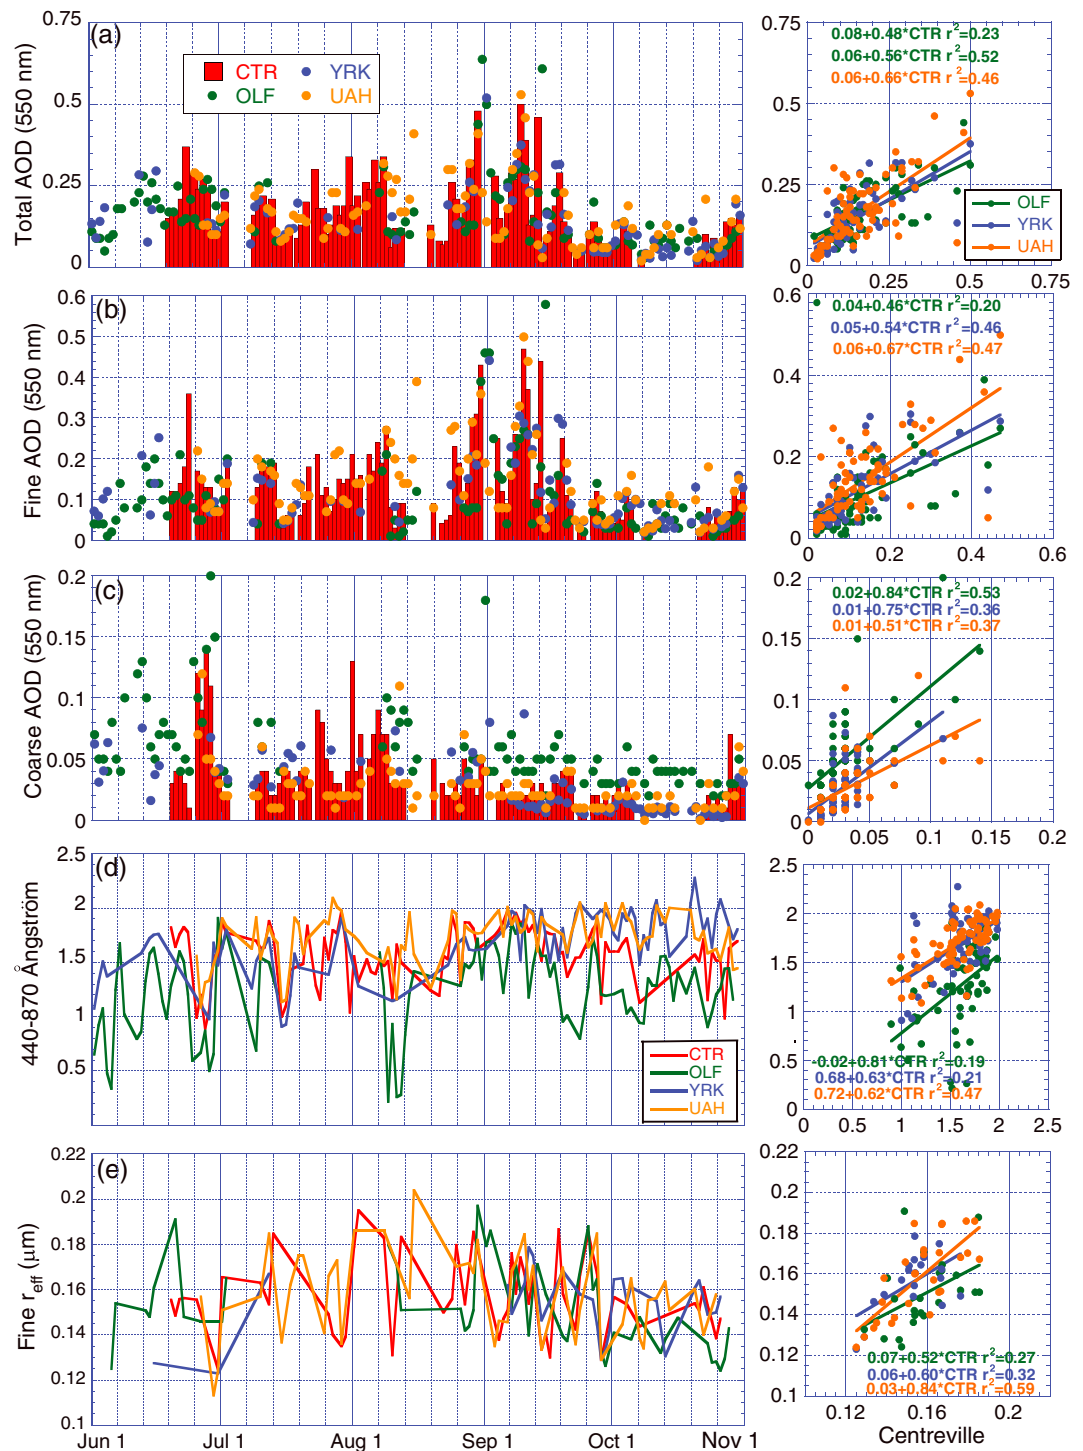 (a)
Total AOD (550 nm)
0.75
0.5
0.25
0
CTR
YRK
OLF
UAH
0.08+0.48*CTR r²=0.23
0.06+0.56*CTR r²=0.52
0.06+0.66*CTR r²=0.46
0.75
0.5
0.25
0
OLF
YRK
UAH
0 0.25 0.5 0.75
(b)
Fine AOD (550 nm)
0.6
0.5
0.4
0.3
0.2
0.1
0
0.04+0.46*CTR r²=0.20
0.05+0.54*CTR r²=0.46
0.06+0.67*CTR r²=0.47
0.6
0.4
0.2
0
0 0.2 0.4 0.6
(c)
Coarse AOD (550 nm)
0.2
0.15
0.1
0.05
0
0.02+0.84*CTR r²=0.53
0.01+0.75*CTR r²=0.36
0.01+0.51*CTR r²=0.37
0.2
0.15
0.1
0.05
0
0 0.05 0.1 0.15 0.2
(d)
440-870 Ångström
2.5
2
1.5
1
0.5
CTR
OLF
YRK
UAH
2.5
2
1.5
1
0.5
0
-0.02+0.81*CTR r²=0.19
0.68+0.63*CTR r²=0.21
0.72+0.62*CTR r²=0.47
0 0.5 1 1.5 2 2.5
(e)
Fine r_eff (μm)
0.22
0.2
0.18
0.16
0.14
0.12
0.1
Jun 1 Jul 1 Aug 1 Sep 1 Oct 1 Nov 1
0.22
0.2
0.18
0.16
0.14
0.12
0.1
0.07+0.52*CTR r²=0.27
0.06+0.60*CTR r²=0.32
0.03+0.84*CTR r²=0.59
0.12 0.16 0.2
Centreville